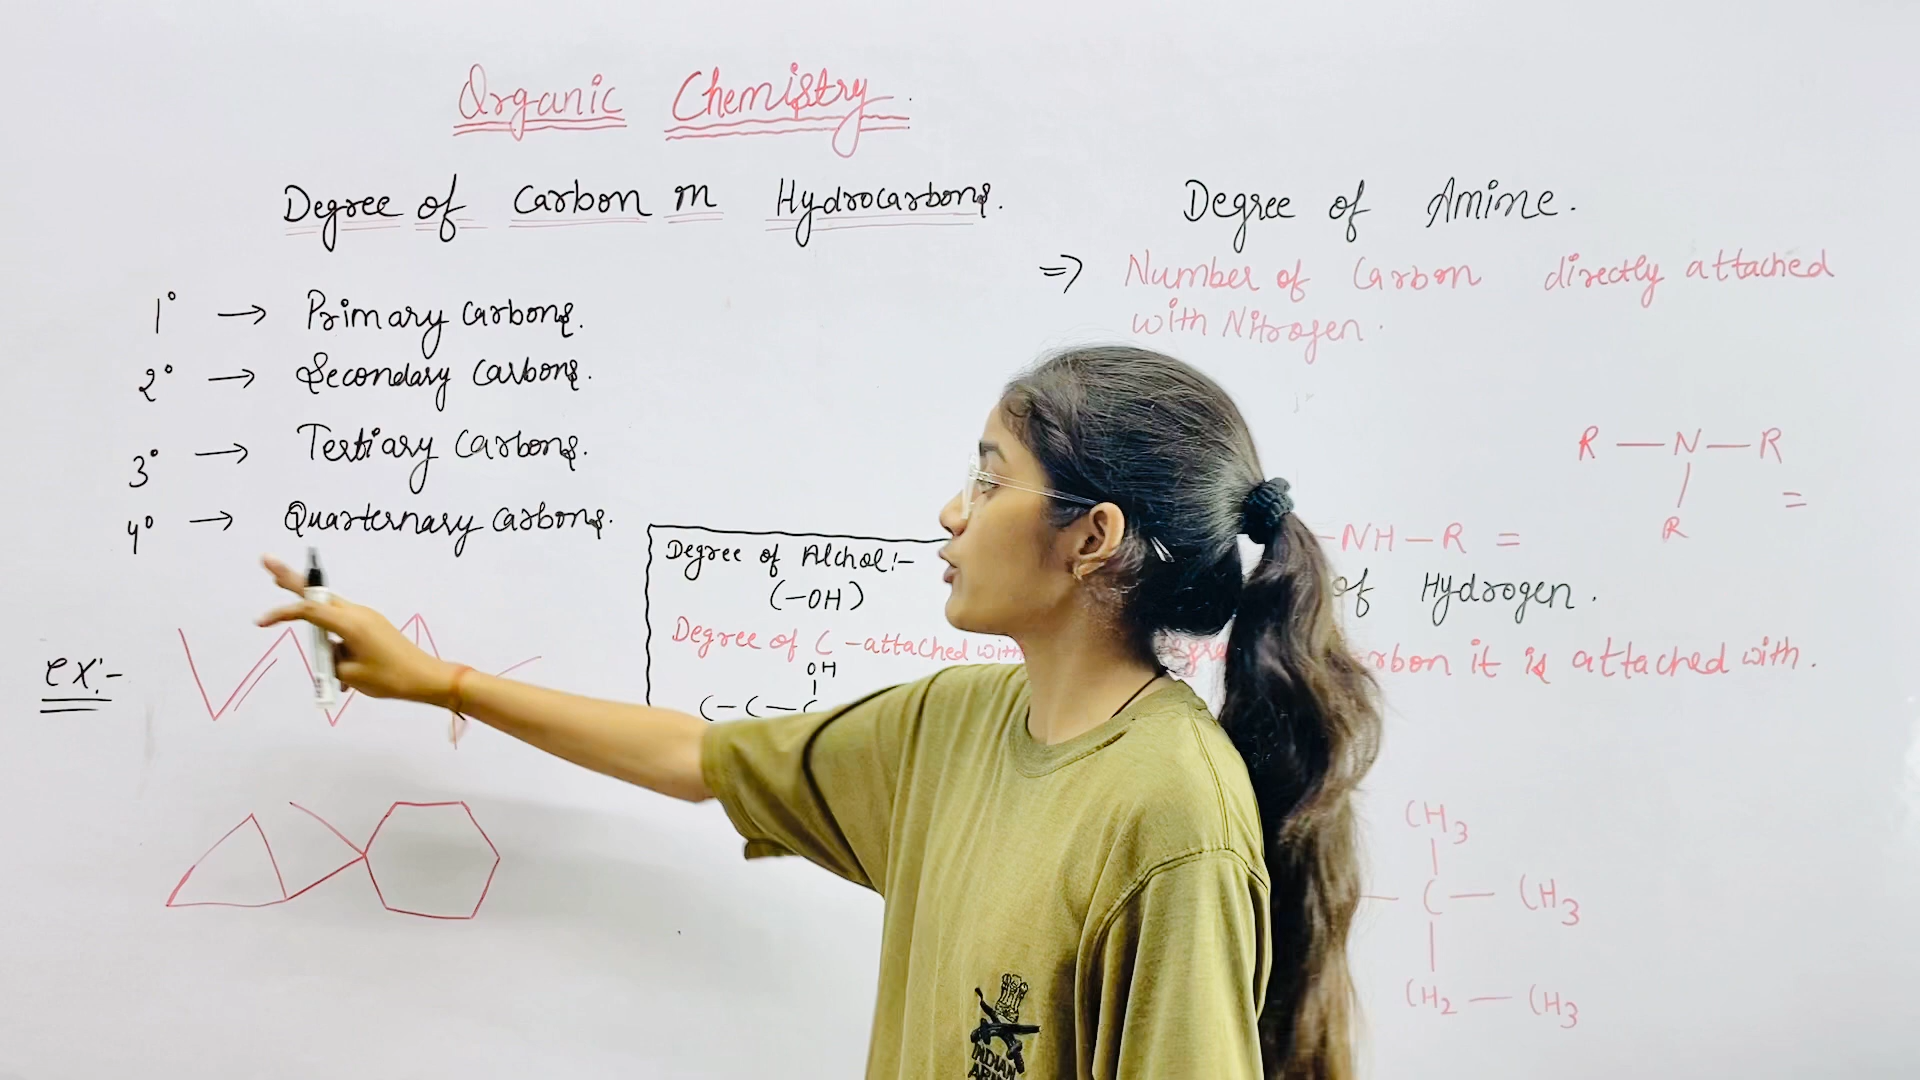 Organic Chemistry.
Degree of Carbon in Hydrocarbons.
1° → Primary Carbons.
2° → Secondary Carbons.
3° → Tertiary Carbons.
4° → Quarternary Carbons.
ex:-
Degree of Alchol:-
(-OH)
Degree of C -attached with
OH
C-C-C
Degree of Amine.
=> Number of Carbon directly attached
with Nitrogen.
R - N - R
R =
-NH-R =
of Hydrogen.
it is attached with.
CH3
- C - CH3
CH2 - CH3
INDIAN